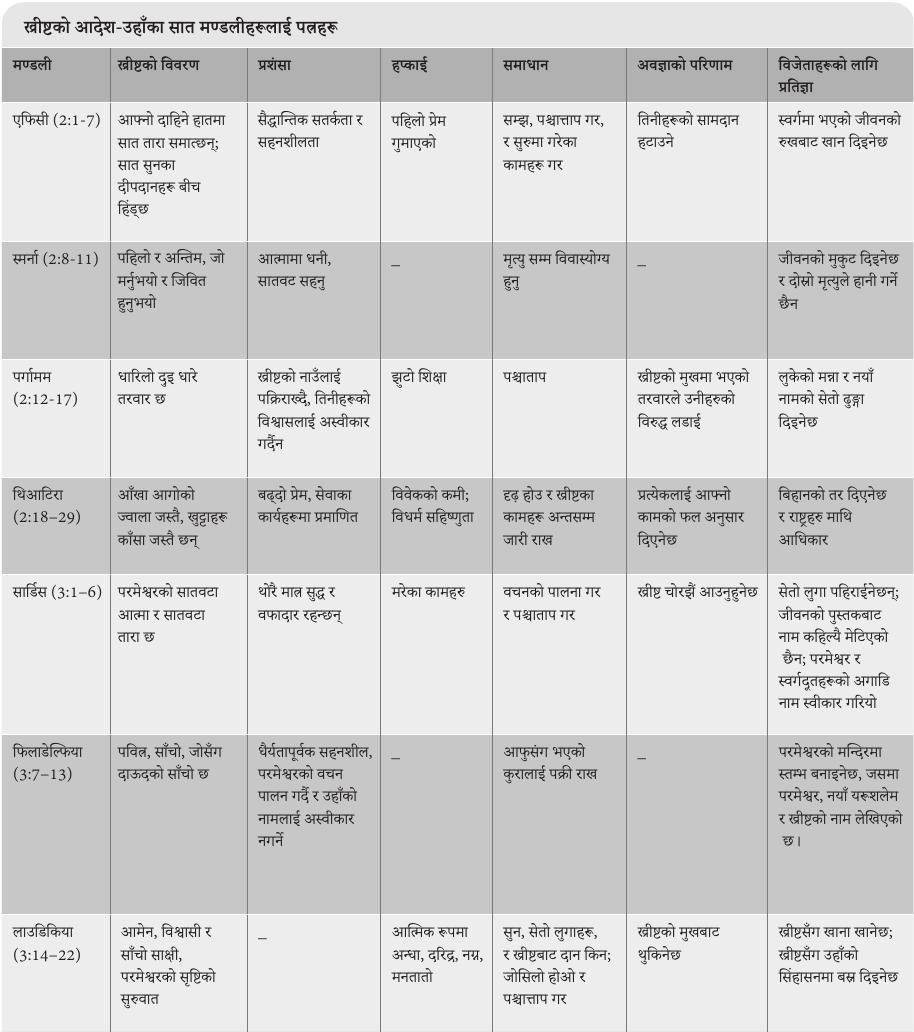 ख्रीष्टको आदेश-उहाँका सात मण्डलीहरूलाई पत्रहरू
मण्डली
ख्रीष्टको विवरण
प्रशंसा
हप्काई
समाधान
अवज्ञाको परिणाम
विजेताहरूको लागि
प्रतिज्ञा
एफिसी (2:1-7)
आफ्नो दाहिने हातमा
सात तारा समात्छन्;
सात सुनका
दीपदानहरू बीच
हिंड्छ
सैद्धान्तिक सतर्कता र
सहनशीलता
पहिलो प्रेम
गुमाएको
सम्झ, पश्चात्ताप गर,
र सुरुमा गरेका
कामहरू गर
तिनीहरूको सामदान
हटाउने
स्वर्गमा भएको जीवनको
रुखबाट खान दिइनेछ
स्मर्ना (2:8-11)
पहिलो र अन्तिम, जो
मर्नुभयो र जिवित
हुनुभयो
आत्मामा धनी,
सातवट सहनु
–
मृत्यु सम्म विवास्योग्य
हुनु
–
जीवनको मुकुट दिइनेछ
र दोस्रो मृत्युले हानी गर्ने
छैन
पर्गामम
(2:12-17)
धारिलो दुइ धारे
तरवार छ
ख्रीष्टको नाउँलाई
पक्रिराख्दै, तिनीहरूको
विश्वासलाई अस्वीकार
गर्दैन
झुटो शिक्षा
पश्चाताप
ख्रीष्टको मुखमा भएको
तरवारले उनीहरुको
विरुद्ध लडाई
लुकेको मन्ना र नयाँ
नामको सेतो ढुङ्गा
दिइनेछ
थिआटिरा
(2:18–29)
आँखा आगोको
ज्वाला जस्तै, खुट्टाहरू
काँसा जस्तै छन्
बढ्दो प्रेम, सेवाका
कार्यहरूमा प्रमाणित
विवेकको कमी;
विधर्म सहिष्णुता
दृढ होउ र ख्रीष्टका
कामहरू अन्तसम्म
जारी राख
प्रत्येकलाई आफ्नो
कामको फल अनुसार
दिएनेछ
बिहानको तर दिएनेछ
र राष्ट्रहरु माथि
आधिकार
सार्डिस (3:1–6)
परमेश्वरको सातवटा
आत्मा र सातवटा
तारा छ
थोरै मात्र सुद्ध र
वफादार रहन्छन्
मरेका कामहरु
वचनको पालना गर
र पश्चाताप गर
ख्रीष्ट चोरझैं आउनुहुनेछ
सेतो लुगा पहिराईनेछन्;
जीवनको पुस्तकबाट
नाम कहिल्यै मेटिएको
छैन; परमेश्वर र
स्वर्गदूतहरूको अगाडि
नाम स्वीकार गरियो
फिलाडेल्फिया
(3:7–13)
पवित्र, साँचो, जोसँग
दाऊदको साँचो छ
धैर्यतापूर्वक सहनशील,
परमेश्वरको वचन
पालन गर्दै र उहाँको
नामलाई अस्वीकार
नगर्ने
–
आफुसंग भएको
कुरालाई पक्री राख
–
परमेश्वरको मन्दिरमा
स्तम्भ बनाइनेछ, जसमा
परमेश्वर, नयाँ यरूशलेम
र ख्रीष्टको नाम लेखिएको
छ।
लाउडिकिया
(3:14–22)
आमेन, विश्वासी र
साँचो साक्षी,
परमेश्वरको सृष्टिको
सुरुवात
–
आत्मिक रूपमा
अन्धा, दरिद्र, नग्न,
मनतातो
सुन, सेतो लुगाहरू,
र ख्रीष्टबाट दान किन;
जोसिलो होओ र
पश्चात्ताप गर
ख्रीष्टको मुखबाट
थुकिनेछ
ख्रीष्टसँग खाना खानेछ;
ख्रीष्टसँग उहाँको
सिंहासनमा बस्न दिइनेछ